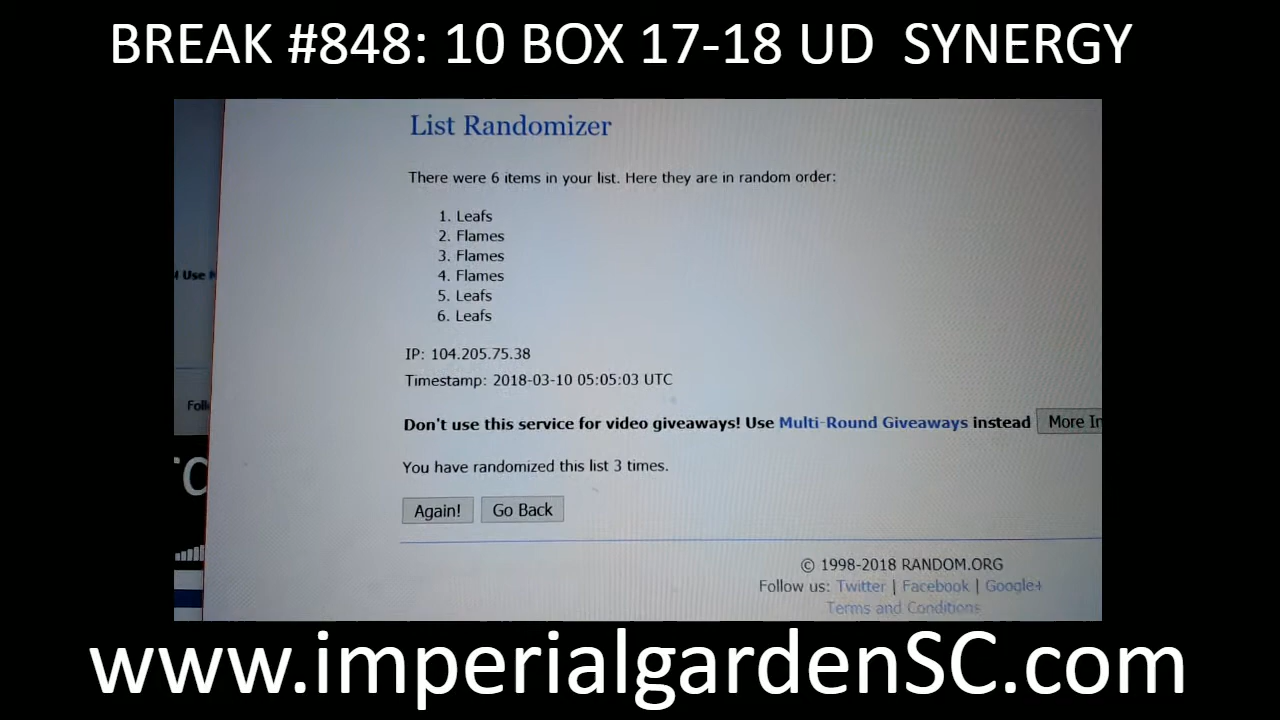 BREAK #848: 10 BOX 17-18 UD SYNERGY
List Randomizer
There were 6 items in your list. Here they are in random order:
1. Leafs
2. Flames
3. Flames
4. Flames
5. Leafs
6. Leafs
IP: 104.205.75.38
Timestamp: 2018-03-10 05:05:03 UTC
Use
Don't use this service for video giveaways! Use Multi-Round Giveaways instead More In
Foll
You have randomized this list 3 times.
Again! Go Back
© 1998-2018 RANDOM.ORG
Follow us: Twitter | Facebook | Google+
Terms and Conditions
www.imperialgardenSC.com